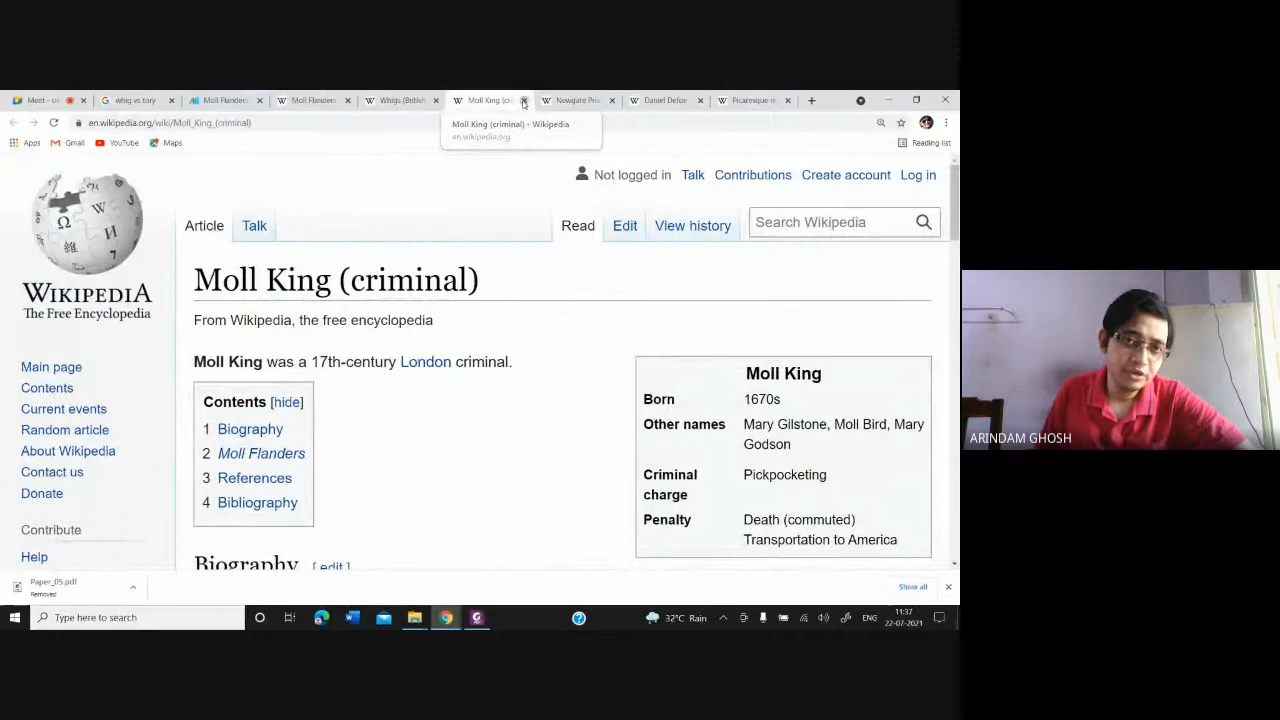 Meet – 
whig vs tory
Moll Flanders
Moll Flanders
Whigs (British
Moll King (cri
Newgate Pris
Daniel Defoe
Picaresque n
en.wikipedia.org/wiki/Moll_King_(criminal)
Moll King (criminal) - Wikipedia
en.wikipedia.org
Apps
Gmail
YouTube
Maps
Reading list
Not logged in Talk Contributions Create account Log in
Article Talk
Read Edit View history
Search Wikipedia
WIKIPEDIA
The Free Encyclopedia
Main page
Contents
Current events
Random article
About Wikipedia
Contact us
Donate
Contribute
Help
Moll King (criminal)
From Wikipedia, the free encyclopedia
Moll King was a 17th-century London criminal.
Contents [hide]
1 Biography
2 Moll Flanders
3 References
4 Bibliography
Biography [ edit ]
Moll King
Born 1670s
Other names Mary Gilstone, Moll Bird, Mary
Godson
Criminal Pickpocketing
charge
Penalty Death (commuted)
Transportation to America
ARINDAM GHOSH
Paper_05.pdf
Removed
Show all
Type here to search
32°C Rain
ENG
11:37
22-07-2021